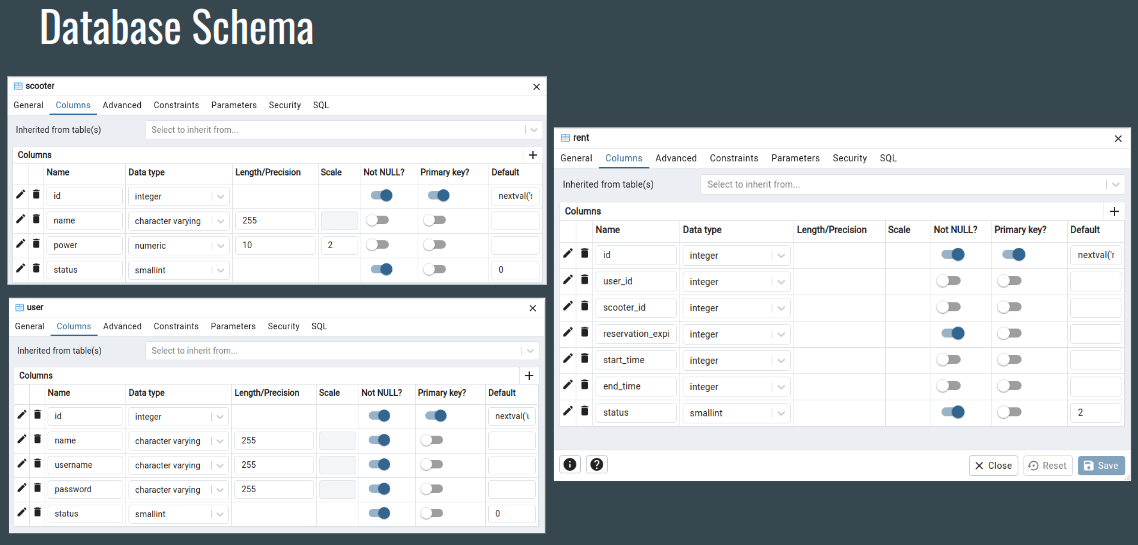 Database Schema
scooter
General Columns Advanced Constraints Parameters Security SQL
Inherited from table(s) Select to inherit from...
Columns
Name Data type Length/Precision Scale Not NULL? Primary key? Default
id integer nextval('s
name character varying 255
power numeric 10 2
status smallint 0
user
General Columns Advanced Constraints Parameters Security SQL
Inherited from table(s) Select to inherit from...
Columns
Name Data type Length/Precision Scale Not NULL? Primary key? Default
id integer nextval('u
name character varying 255
username character varying 255
password character varying 255
status smallint 0
rent
General Columns Advanced Constraints Parameters Security SQL
Inherited from table(s) Select to inherit from...
Columns
Name Data type Length/Precision Scale Not NULL? Primary key? Default
id integer nextval('r
user_id integer
scooter_id integer
reservation_expi integer
start_time integer
end_time integer
status smallint 2
Close Reset Save